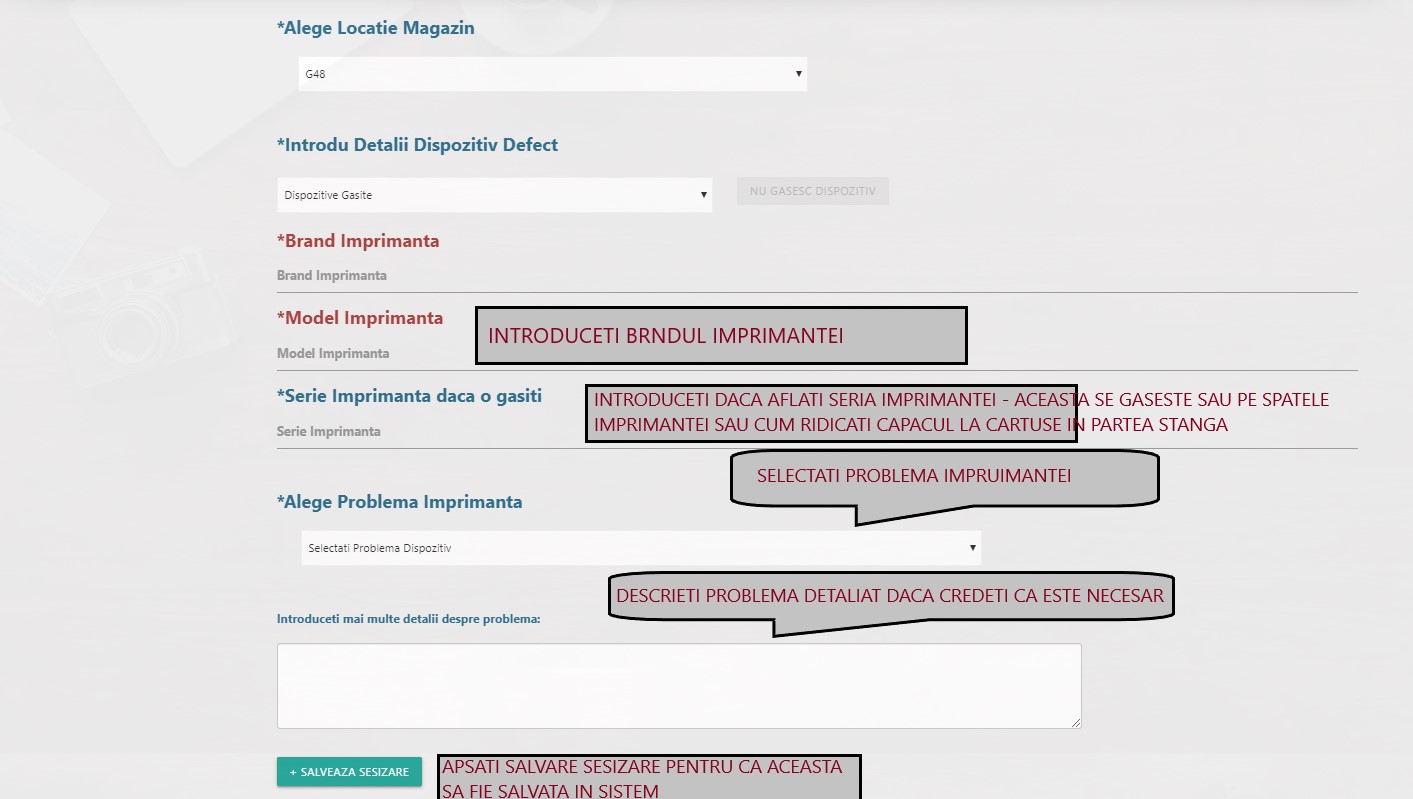 *Alege Locatie Magazin
G48
*Introdu Detalii Dispozitiv Defect
Dispozitive Gasite
NU GASESC DISPOZITIV
*Brand Imprimanta
Brand Imprimanta
*Model Imprimanta
INTRODUCETI BRNDUL IMPRIMANTEI
Model Imprimanta
*Serie Imprimanta daca o gasiti
INTRODUCETI DACA AFLATI SERIA IMPRIMANTEI - ACEASTA SE GASESTE SAU PE SPATELE
IMPRIMANTEI SAU CUM RIDICATI CAPACUL LA CARTUSE IN PARTEA STANGA
Serie Imprimanta
SELECTATI PROBLEMA IMPRUIMANTEI
*Alege Problema Imprimanta
Selectati Problema Dispozitiv
DESCRIETI PROBLEMA DETALIAT DACA CREDETI CA ESTE NECESAR
Introduceti mai multe detalii despre problema:
+ SALVEAZA SESIZARE
APSATI SALVARE SESIZARE PENTRU CA ACEASTA
SA FIE SALVATA IN SISTEM